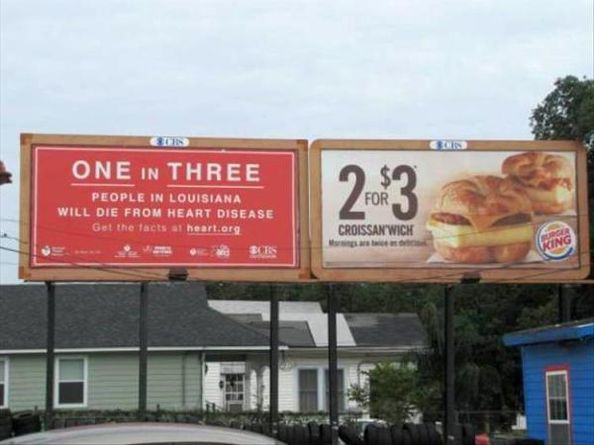 CBS
ONE IN THREE
PEOPLE IN LOUISIANA
WILL DIE FROM HEART DISEASE
Get the facts at heart.org
CBS
CBS
2 FOR $3
CROISSAN'WICH
Mornings are twice as delicious
BURGER
KING